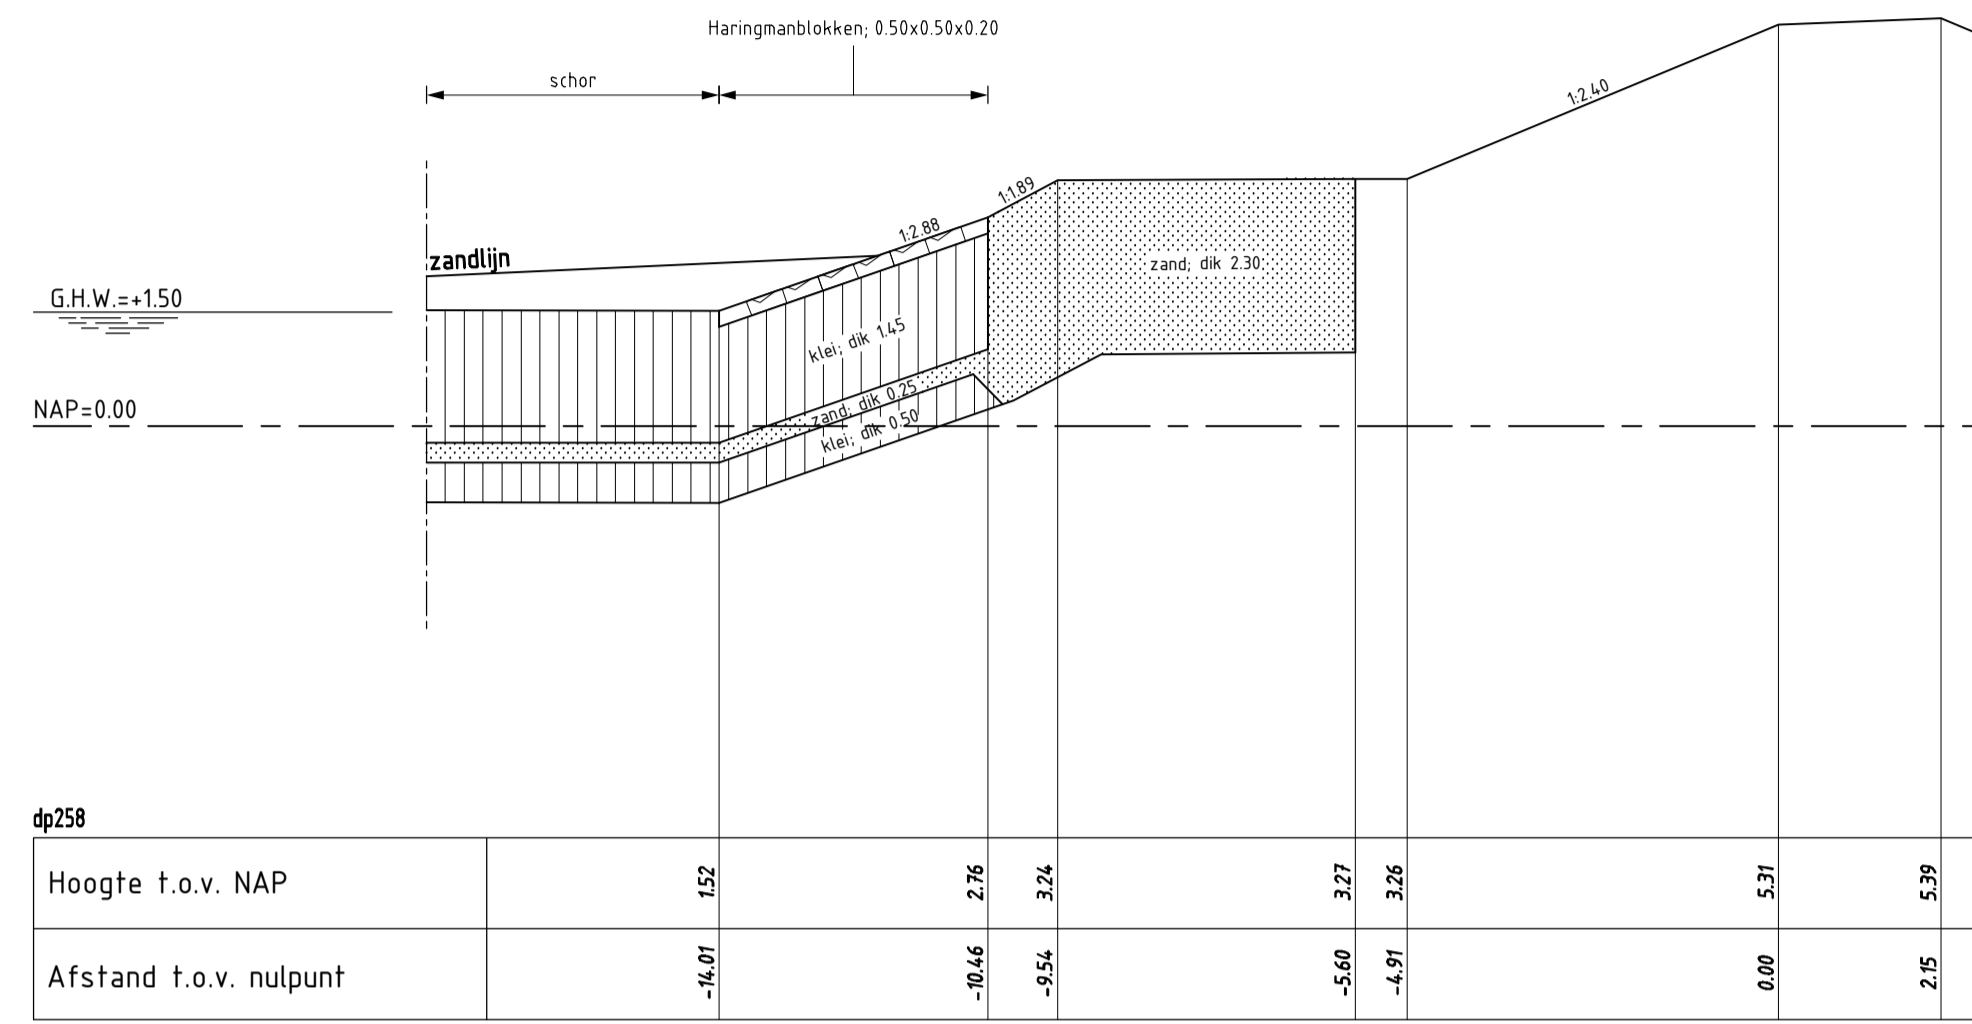 Haringmanblokken; 0.50x0.50x0.20
schor
1:2.40
1:1.89
1:2.88
zandlijn
zand; dik 2.30
G.H.W.=+1.50
klei; dik 1.45
zand; dik 0.25
NAP=0.00
klei; dik 0.50
dp258
Hoogte t.o.v. NAP 1.52 2.76 3.24 3.27 3.26 5.31 5.39
Afstand t.o.v. nulpunt -14.01 -10.46 -9.54 -5.60 -4.91 0.00 2.15